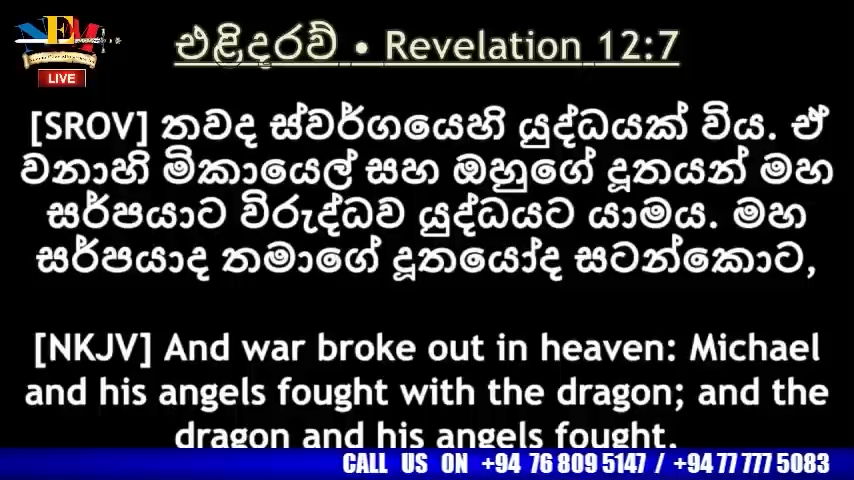 NEM
LIVE
එළිදරව් • Revelation 12:7
[SROV] තවද ස්වර්ගයෙහි යුද්ධයක් විය. ඒ
වනාහි මිකායෙල් සහ ඔහුගේ දූතයන් මහ
සර්පයාට විරුද්ධව යුද්ධයට යාමය. මහ
සර්පයාද තමාගේ දූතයෝද සටන්කොට,
[NKJV] And war broke out in heaven: Michael
and his angels fought with the dragon; and the
dragon and his angels fought,
CALL US ON +94 76 809 5147 / +94 77 777 5083